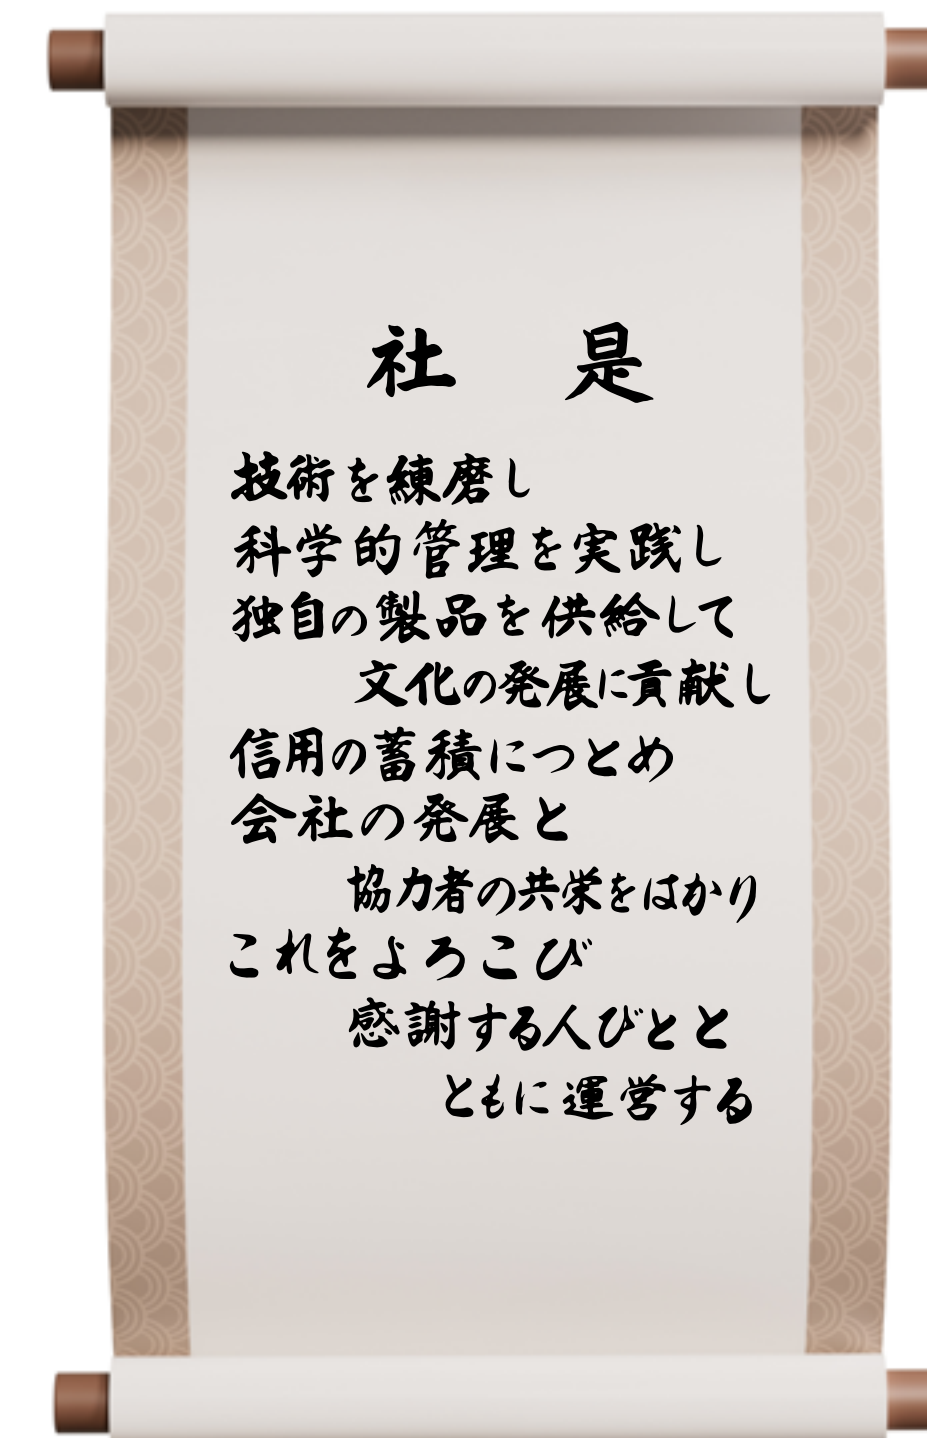 社　是
技術を練磨し
科学的管理を実践し
独自の製品を供給して
文化の発展に貢献し
信用の蓄積につとめ
会社の発展と
協力者の共栄をはかり
これをよろこび
感謝する人びとと
ともに運営する